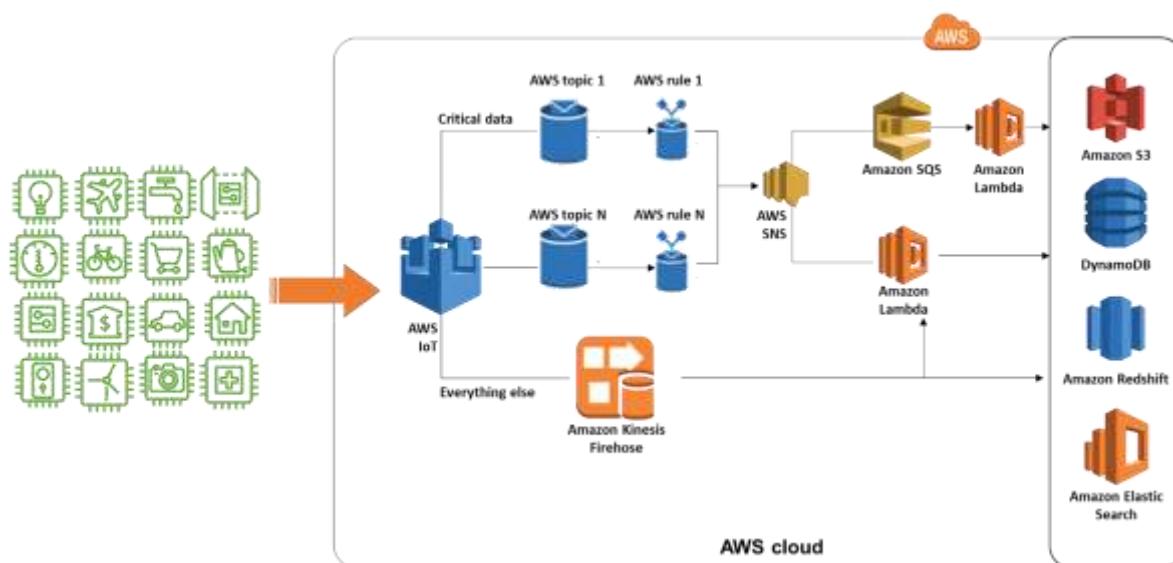 AWS
AWS topic 1
AWS rule 1
Critical data
Amazon SQS
Amazon
Lambda
Amazon S3
AWS topic N
AWS rule N
AWS
SNS
DynamoDB
Amazon
Lambda
AWS
IoT
Everything else
Amazon Kinesis
Firehose
Amazon Redshift
Amazon Elastic
Search
AWS cloud
$